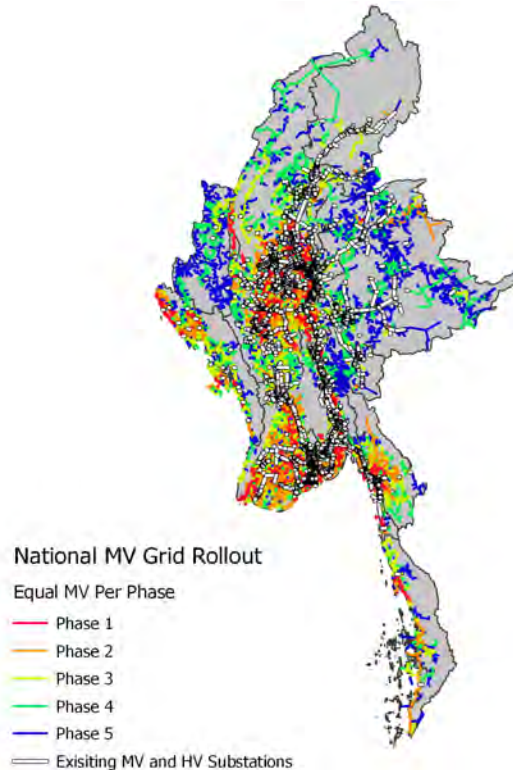 National MV Grid Rollout
Equal MV Per Phase
Phase 1
Phase 2
Phase 3
Phase 4
Phase 5
Exisiting MV and HV Substations